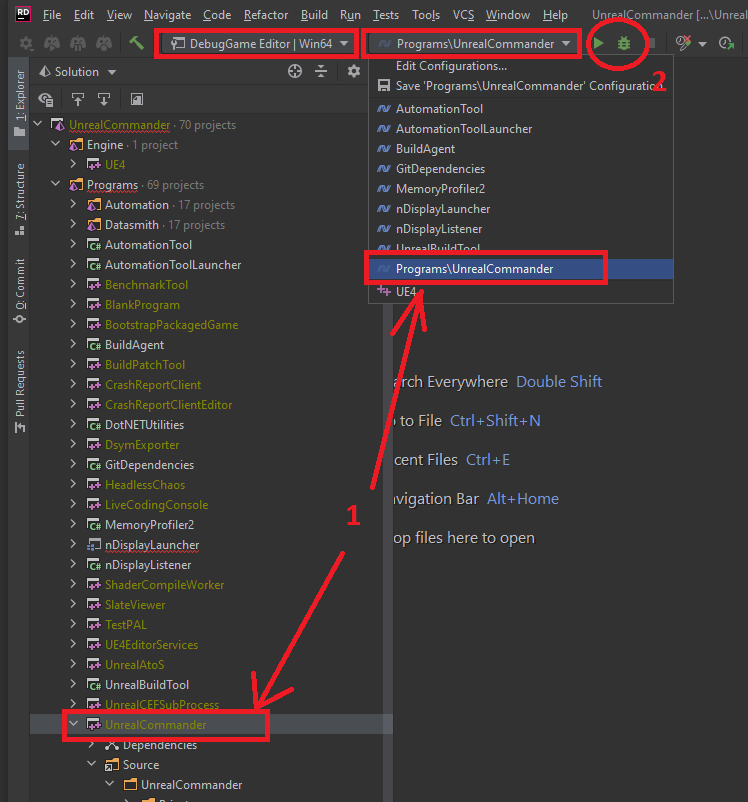 RD File Edit View Navigate Code Refactor Build Run Tests Tools VCS Window Help UnrealCommander [...\Unreal
DebugGame Editor | Win64 Programs\UnrealCommander
Solution
Edit Configurations...
Save 'Programs\UnrealCommander' Configuration
2
UnrealCommander · 70 projects
AutomationTool
Engine · 1 project
AutomationToolLauncher
UE4
BuildAgent
Programs · 69 projects
GitDependencies
Automation · 17 projects
MemoryProfiler2
Datasmith · 17 projects
nDisplayLauncher
AutomationTool
nDisplayListener
AutomationToolLauncher
UnrealBuildTool
BenchmarkTool
Programs\UnrealCommander
BlankProgram
UE4
BootstrapPackagedGame
BuildAgent
BuildPatchTool
CrashReportClient
arch Everywhere Double Shift
CrashReportClientEditor
DotNETUtilities
to File Ctrl+Shift+N
DsymExporter
GitDependencies
cent Files Ctrl+E
HeadlessChaos
LiveCodingConsole
avigation Bar Alt+Home
MemoryProfiler2
1
nDisplayLauncher
op files here to open
nDisplayListener
ShaderCompileWorker
SlateViewer
TestPAL
UE4EditorServices
UnrealAtoS
UnrealBuildTool
UnrealCEFSubProcess
UnrealCommander
Dependencies
Source
UnrealCommander
1: Explorer
7: Structure
0: Commit
Pull Requests